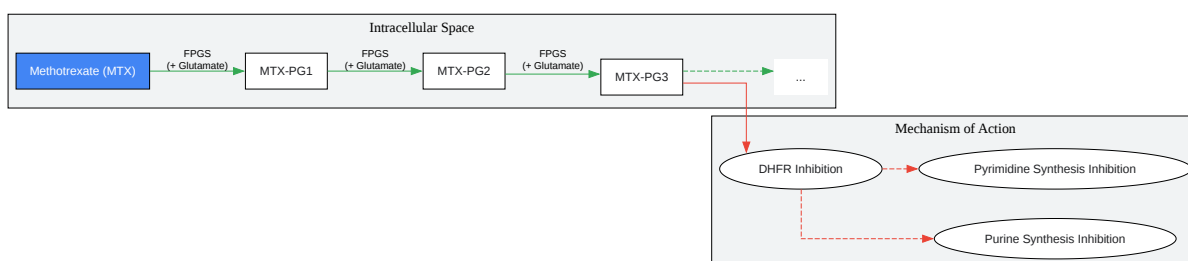 Intracellular Space
Methotrexate (MTX)
FPGS
(+ Glutamate)
MTX-PG1
FPGS
(+ Glutamate)
MTX-PG2
FPGS
(+ Glutamate)
MTX-PG3
...
Mechanism of Action
DHFR Inhibition
Pyrimidine Synthesis Inhibition
Purine Synthesis Inhibition